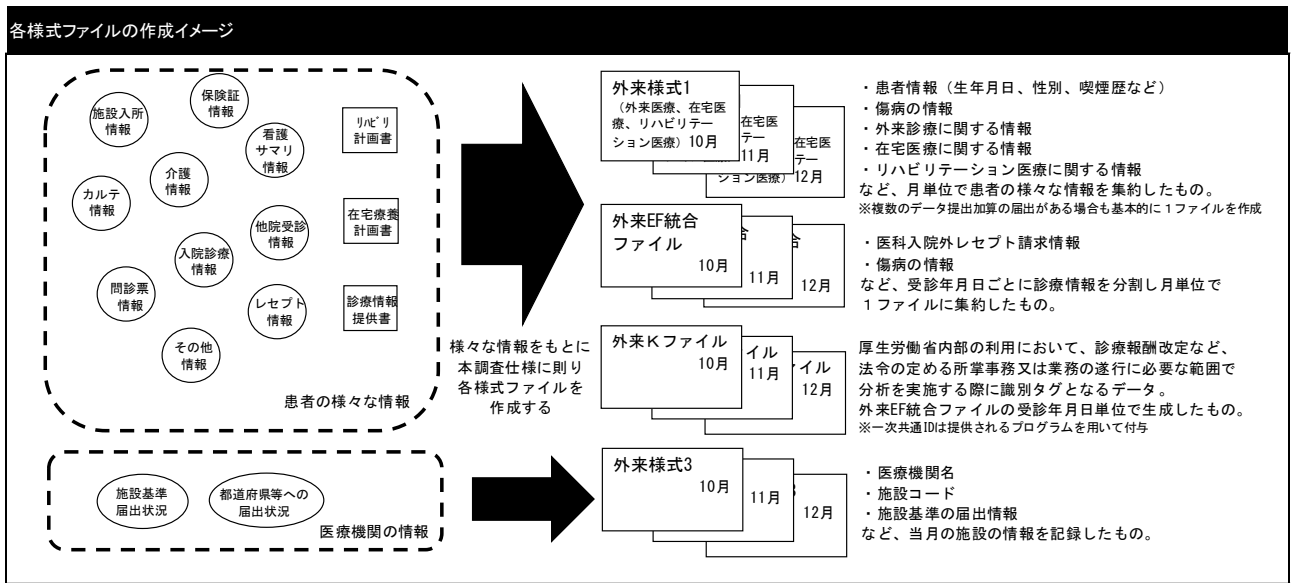 各様式ファイルの作成イメージ
施設入所
情報
保険証
情報
看護
サマリ
情報
リハビリ
計画書
介護
情報
カルテ
情報
他院受診
情報
在宅療養
計画書
入院診療
情報
問診票
情報
レセプト
情報
診療情報
提供書
その他
情報
患者の様々な情報
様々な情報をもとに
本調査仕様に則り
各様式ファイルを
作成する
施設基準
届出状況
都道府県等への
届出状況
医療機関の情報
外来様式1
(外来医療、在宅医
療、リハビリテー
ション医療) 10月
在宅医
テー
11月
在宅医
テー
ション医療) 12月
・患者情報(生年月日、性別、喫煙歴など)
・傷病の情報
・外来診療に関する情報
・在宅医療に関する情報
・リハビリテーション医療に関する情報
など、月単位で患者の様々な情報を集約したもの。
※複数のデータ提出加算の届出がある場合も基本的に1ファイルを作成
外来EF統合
ファイル
10月
合
11月
合
12月
・医科入院外レセプト請求情報
・傷病の情報
など、受診年月日ごとに診療情報を分割し月単位で
1ファイルに集約したもの。
外来Kファイル
10月
イル
11月
イル
12月
厚生労働省内部の利用において、診療報酬改定など、
法令の定める所掌事務又は業務の遂行に必要な範囲で
分析を実施する際に識別タグとなるデータ。
外来EF統合ファイルの受診年月日単位で生成したもの。
※一次共通IDは提供されるプログラムを用いて付与
外来様式3
10月
11月
12月
・医療機関名
・施設コード
・施設基準の届出情報
など、当月の施設の情報を記録したもの。